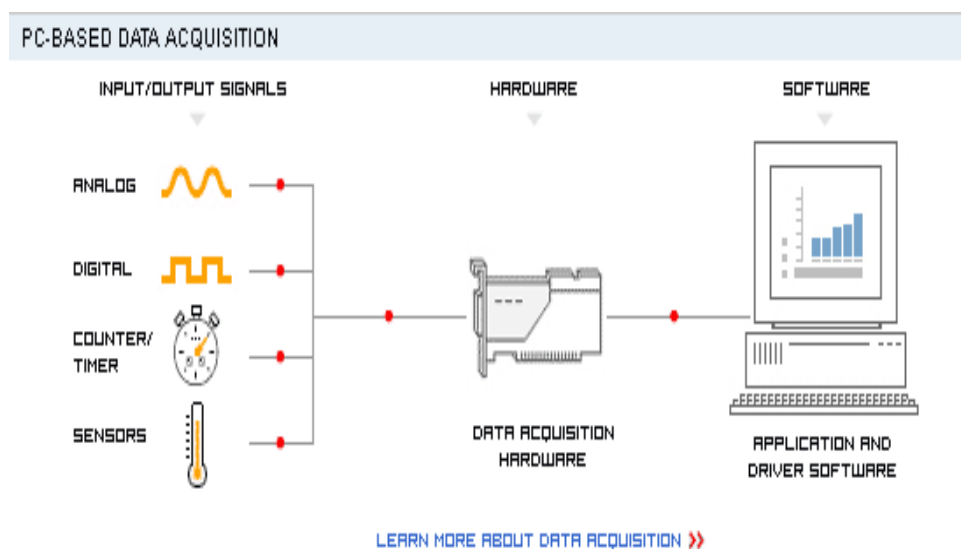 PC-BASED DATA ACQUISITION
INPUT/OUTPUT SIGNALS
HARDWARE
SOFTWARE
ANALOG
DIGITAL
COUNTER/
TIMER
SENSORS
DATA ACQUISITION
HARDWARE
APPLICATION AND
DRIVER SOFTWARE
LEARN MORE ABOUT DATA ACQUISITION »